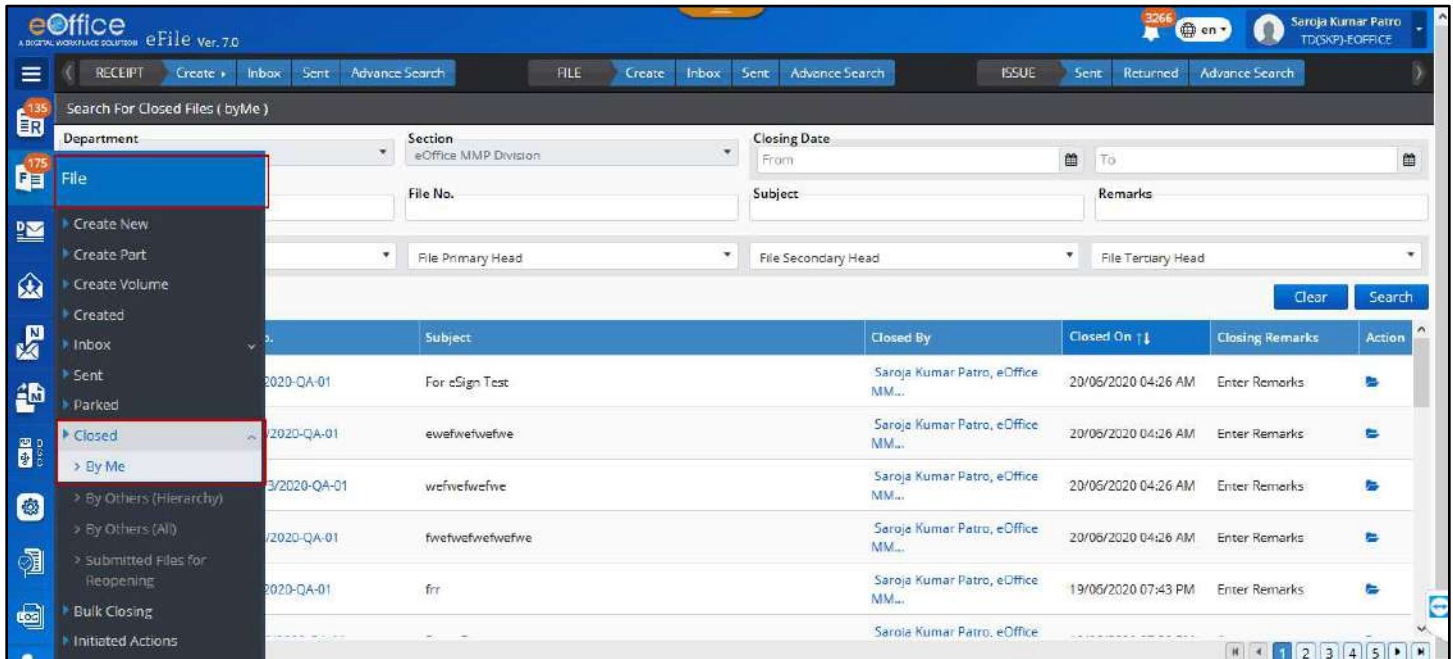 eOffice
A DIGITAL WORKPLACE SOLUTION eFile Ver. 7.0
3266 en Saroja Kumar Patro
TD(SKP)-EOFFICE
RECEIPT Create Inbox Sent Advance Search FILE Create Inbox Sent Advance Search ISSUE Sent Returned Advance Search
135 R Search For Closed Files ( byMe )
Department Section Closing Date
eOffice MMP Division From To
175 F File
File No. Subject Remarks
D Create New
Create Part File Primary Head File Secondary Head File Tertiary Head
Create Volume
Clear Search
Created
N Inbox Subject Closed By Closed On Closing Remarks Action
Sent 2020-QA-01 For eSign Test Saroja Kumar Patro, eOffice MM... 20/06/2020 04:26 AM Enter Remarks
M Parked
DSC Closed /2020-QA-01 ewefwefwefwe Saroja Kumar Patro, eOffice MM... 20/06/2020 04:26 AM Enter Remarks
> By Me
> By Others (Hierarchy) 3/2020-QA-01 wefwefwefwe Saroja Kumar Patro, eOffice MM... 20/06/2020 04:26 AM Enter Remarks
> By Others (All) /2020-QA-01 fwefwefwefwefwe Saroja Kumar Patro, eOffice MM... 20/06/2020 04:26 AM Enter Remarks
> Submitted Files for
Reopening 2020-QA-01 frr Saroja Kumar Patro, eOffice MM... 19/06/2020 07:43 PM Enter Remarks
Bulk Closing
Initiated Actions Saroja Kumar Patro, eOffice
1 2 3 4 5